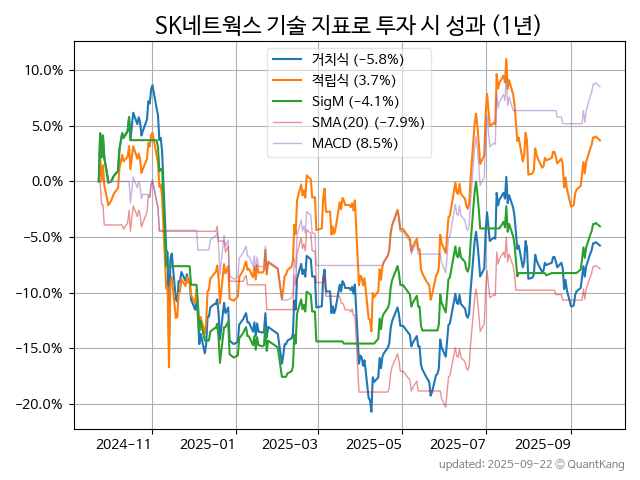 SK네트웍스 기술 지표로 투자 시 성과 (1년)
거치식 (−5.8%)
적립식 (3.7%)
SigM (−4.1%)
SMA(20) (−7.9%)
MACD (8.5%)
10.0%
5.0%
0.0%
−5.0%
−10.0%
−15.0%
−20.0%
2024-11 2025-01 2025-03 2025-05 2025-07 2025-09
updated: 2025-09-22 © QuantKang